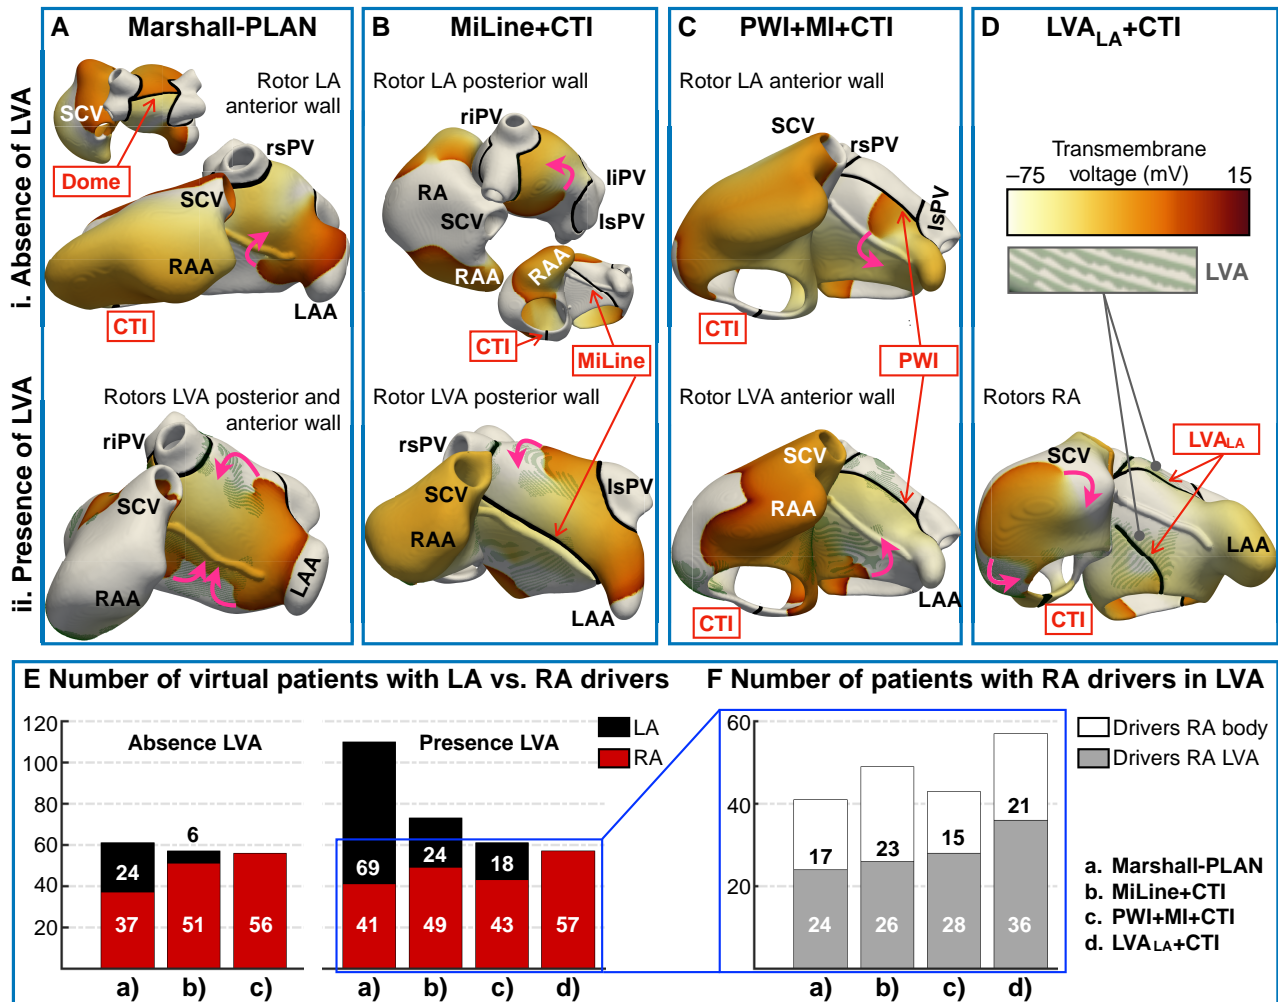 A Marshall-PLAN
B MiLine+CTI
C PWI+MI+CTI
D LVALA+CTI
i. Absence of LVA
ii. Presence of LVA
Rotor LA
anterior wall
SCV
Dome
rsPV
SCV
RAA
LAA
CTI
Rotor LA posterior wall
riPV
RA
SCV
liPV
lsPV
RAA
RAA
CTI
MiLine
Rotor LA anterior wall
SCV
rsPV
lsPV
CTI
PWI
Transmembrane
voltage (mV)
–75 15
LVA
Rotors LVA posterior and
anterior wall
riPV
SCV
RAA
LAA
Rotor LVA posterior wall
rsPV
SCV
lsPV
RAA
LAA
Rotor LVA anterior wall
SCV
RAA
LAA
CTI
Rotors RA
SCV
LVALA
LAA
CTI
E Number of virtual patients with LA vs. RA drivers
120
100
80
60
40
20
Absence LVA
Presence LVA
LA
RA
24
6
37
51
56
69
24
18
41
49
43
57
a) b) c)
a) b) c) d)
F Number of patients with RA drivers in LVA
60
40
20
Drivers RA body
Drivers RA LVA
17
23
15
21
24
26
28
36
a) b) c) d)
a. Marshall-PLAN
b. MiLine+CTI
c. PWI+MI+CTI
d. LVALA+CTI